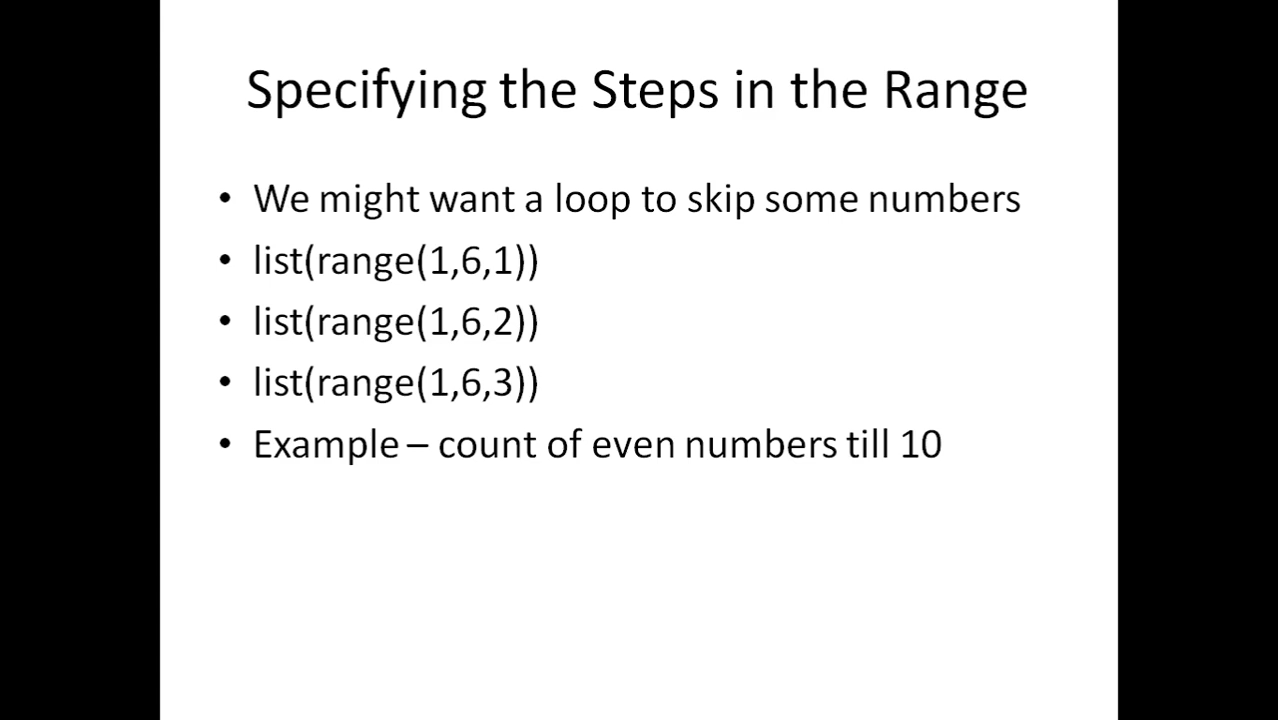 Specifying the Steps in the Range
• We might want a loop to skip some numbers
• list(range(1,6,1))
• list(range(1,6,2))
• list(range(1,6,3))
• Example – count of even numbers till 10